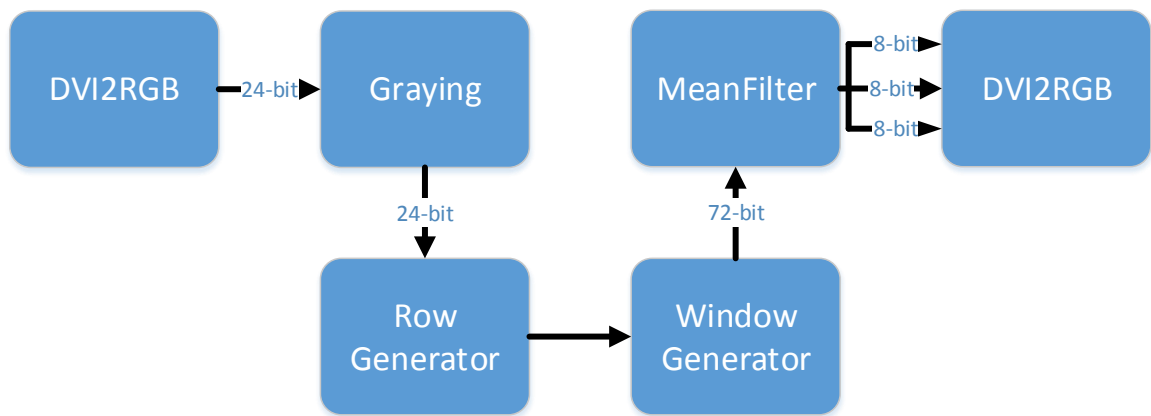 DVI2RGB
24-bit
Graying
MeanFilter
8-bit
8-bit
8-bit
DVI2RGB
24-bit
72-bit
Row
Generator
Window
Generator